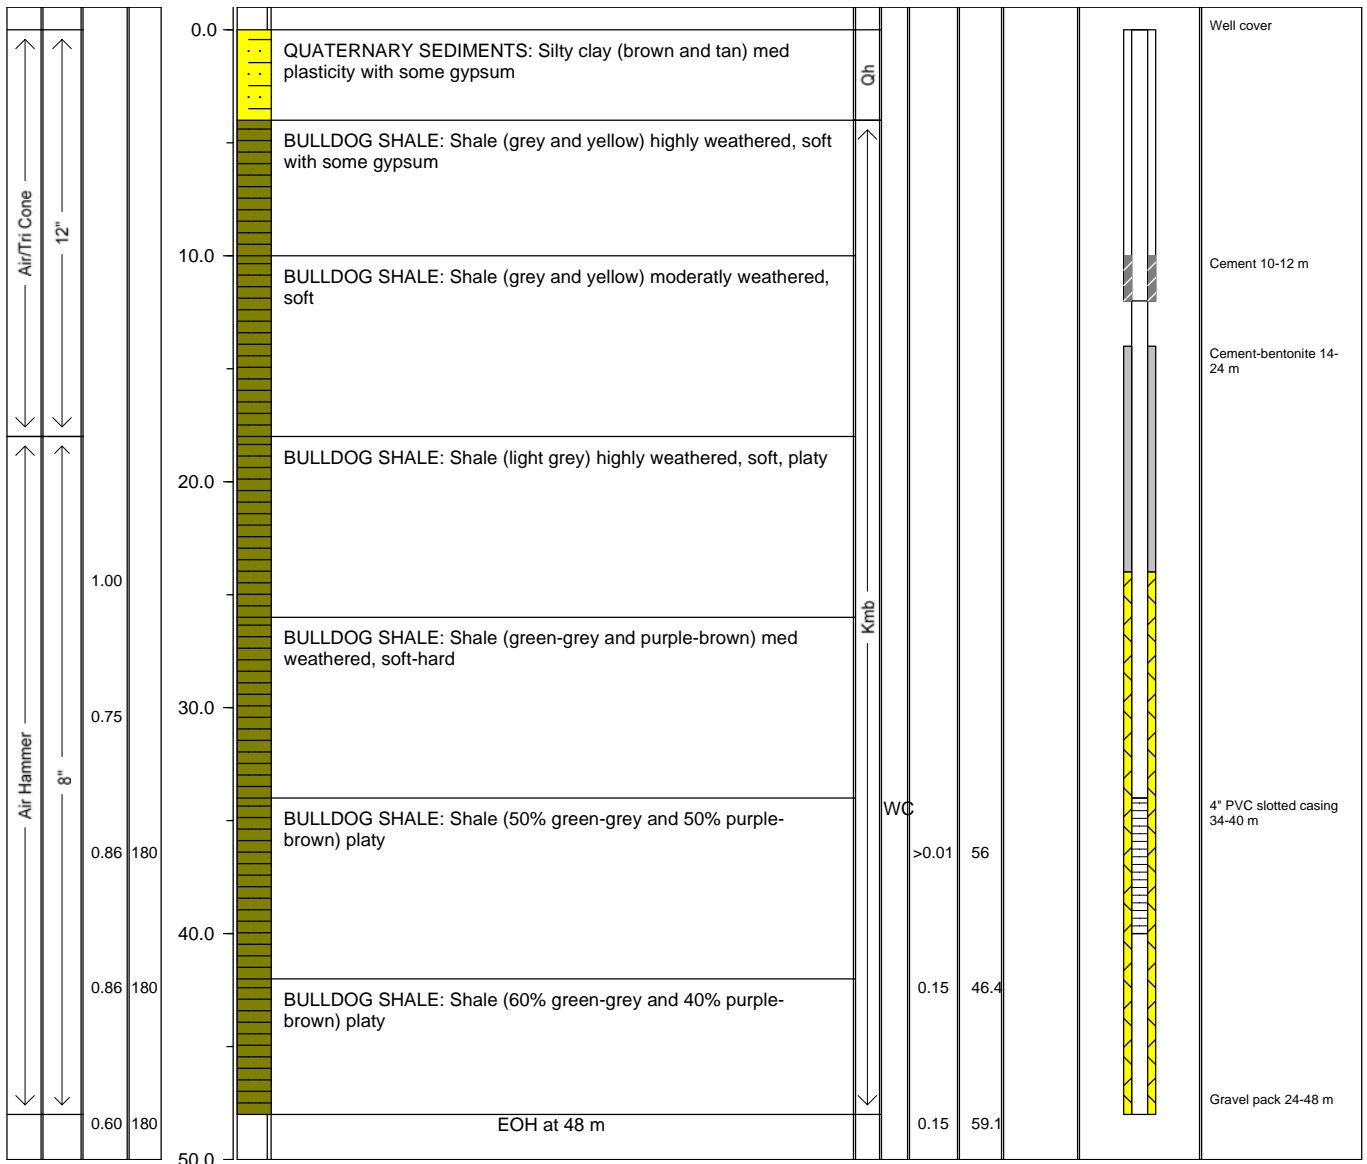 0.0
Well cover
QUATERNARY SEDIMENTS: Silty clay (brown and tan) med
plasticity with some gypsum
Qh
BULLDOG SHALE: Shale (grey and yellow) highly weathered, soft
with some gypsum
Air/Tri Cone
12"
10.0
BULLDOG SHALE: Shale (grey and yellow) moderatly weathered,
soft
Cement 10-12 m
Cement-bentonite 14-
24 m
BULLDOG SHALE: Shale (light grey) highly weathered, soft, platy
20.0
1.00
Kmb
BULLDOG SHALE: Shale (green-grey and purple-brown) med
weathered, soft-hard
0.75
30.0
Air Hammer
8"
WC
BULLDOG SHALE: Shale (50% green-grey and 50% purple-
brown) platy
4" PVC slotted casing
34-40 m
0.86 180
>0.01 56
40.0
0.86 180
0.15 46.4
BULLDOG SHALE: Shale (60% green-grey and 40% purple-
brown) platy
Gravel pack 24-48 m
0.60 180
EOH at 48 m
0.15 59.1
50.0